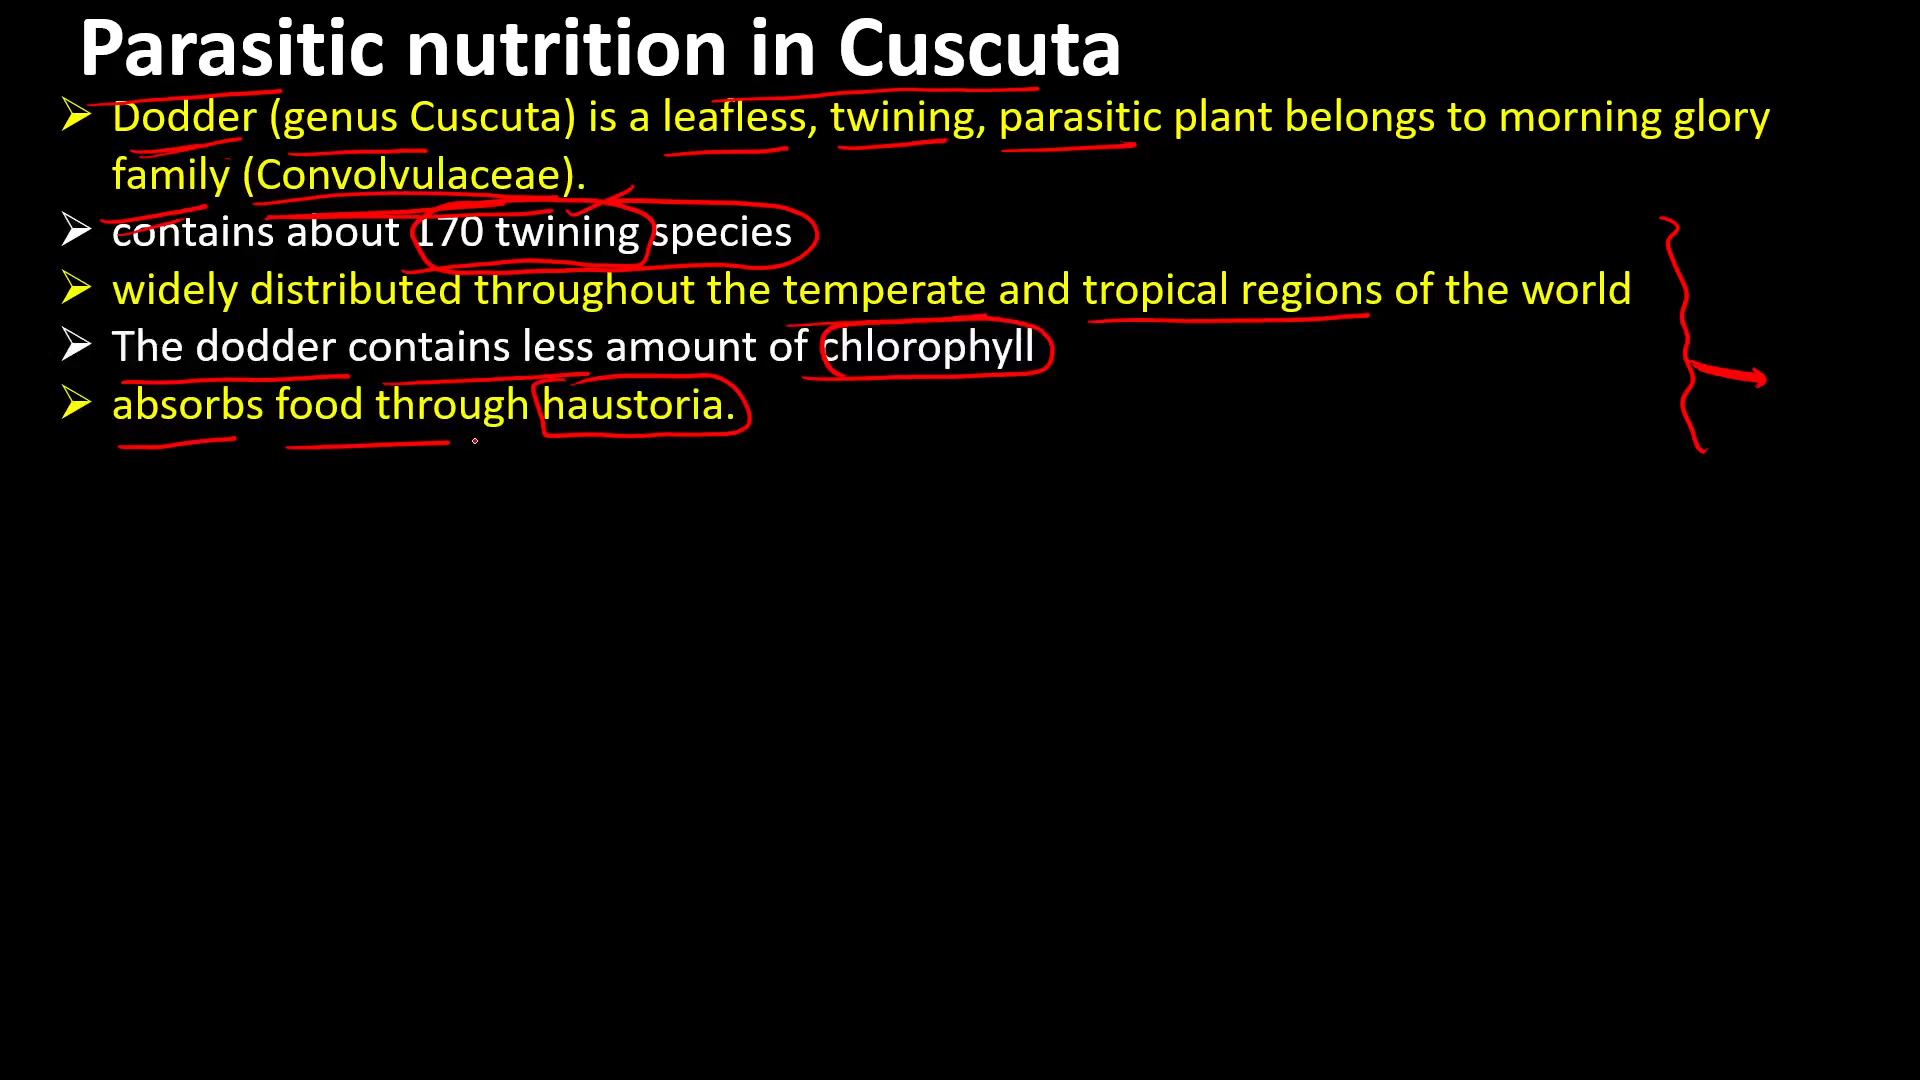 Parasitic nutrition in Cuscuta
Dodder (genus Cuscuta) is a leafless, twining, parasitic plant belongs to morning glory
family (Convolvulaceae).
contains about 170 twining species
widely distributed throughout the temperate and tropical regions of the world
The dodder contains less amount of chlorophyll
absorbs food through haustoria.